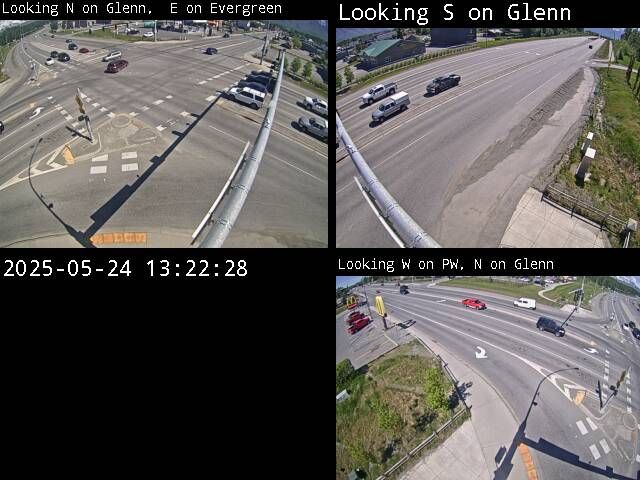 Looking N on Glenn, E on Evergreen
Looking S on Glenn
2025-05-24 13:22:28
Looking W on PW, N on Glenn